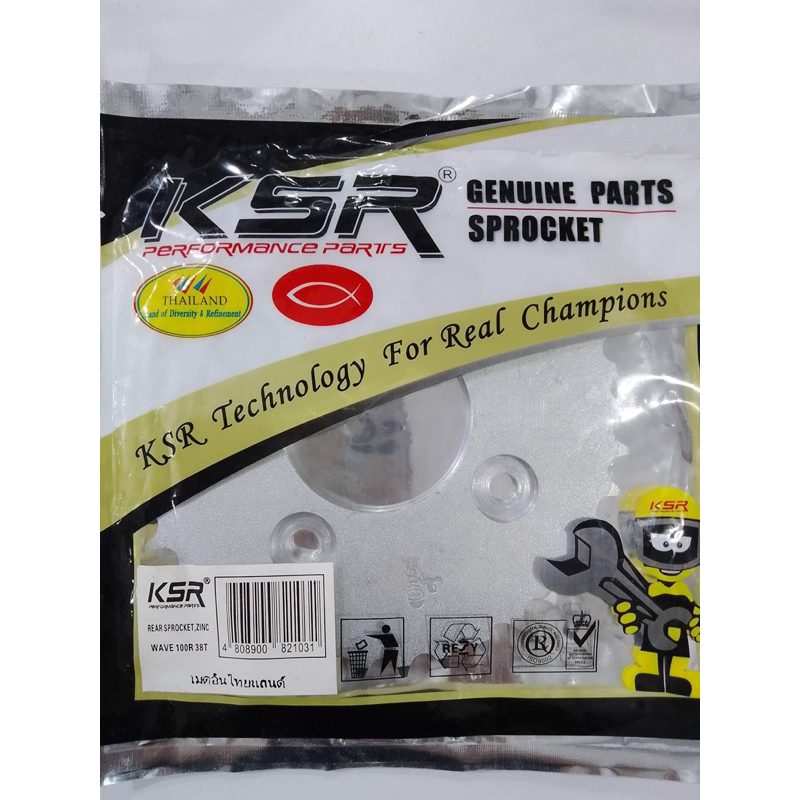 KSR®
PERFORMANCE PARTS
GENUINE PARTS
SPROCKET
THAILAND
Land of Diversity & Refinement
KSR Technology For Real Champions
KSR
KSR®
PERFORMANCE PARTS
REAR SPROCKET,ZINC
WAVE 100R 38T
4 808900 821031
เมดอินไทยแลนด์
RESY
R
ISO9002